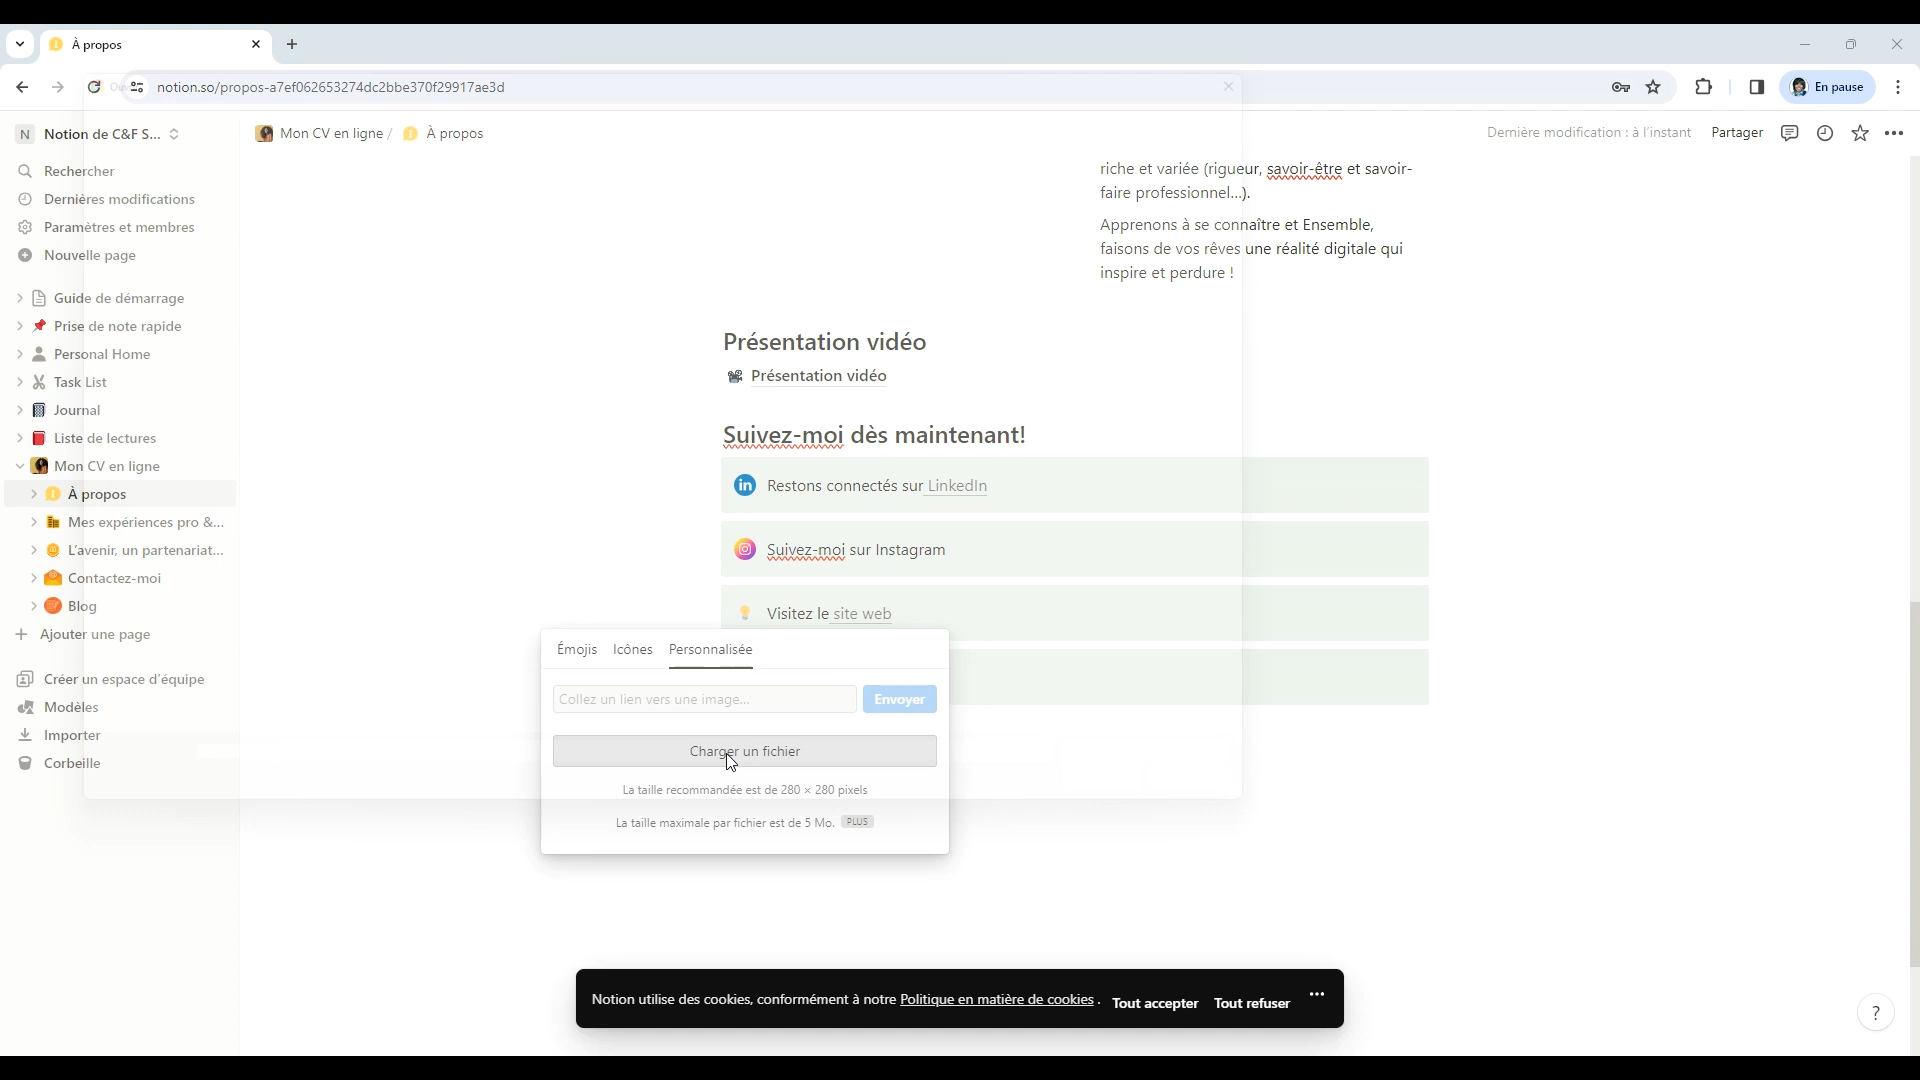 À propos
notion.so/propos-a7ef062653274dc2bbe370f29917ae3d
En pause
N Notion de C&F S...
Mon CV en ligne / À propos
Dernière modification : à l'instant
Partager
Rechercher
Dernières modifications
Paramètres et membres
Nouvelle page
Guide de démarrage
Prise de note rapide
Personal Home
Task List
Journal
Liste de lectures
Mon CV en ligne
À propos
Mes expériences pro &...
L'avenir, un partenariat...
Contactez-moi
Blog
Ajouter une page
Créer un espace d'équipe
Modèles
Importer
Corbeille
riche et variée (rigueur, savoir-être et savoir-
faire professionnel...).
Apprenons à se connaître et Ensemble,
faisons de vos rêves une réalité digitale qui
inspire et perdure !
Présentation vidéo
Présentation vidéo
Suivez-moi dès maintenant!
Restons connectés sur LinkedIn
Suivez-moi sur Instagram
Visitez le site web
Émojis Icônes Personnalisée
Collez un lien vers une image...
Envoyer
Charger un fichier
La taille recommandée est de 280 × 280 pixels
La taille maximale par fichier est de 5 Mo. PLUS
Notion utilise des cookies, conformément à notre Politique en matière de cookies . Tout accepter Tout refuser
?